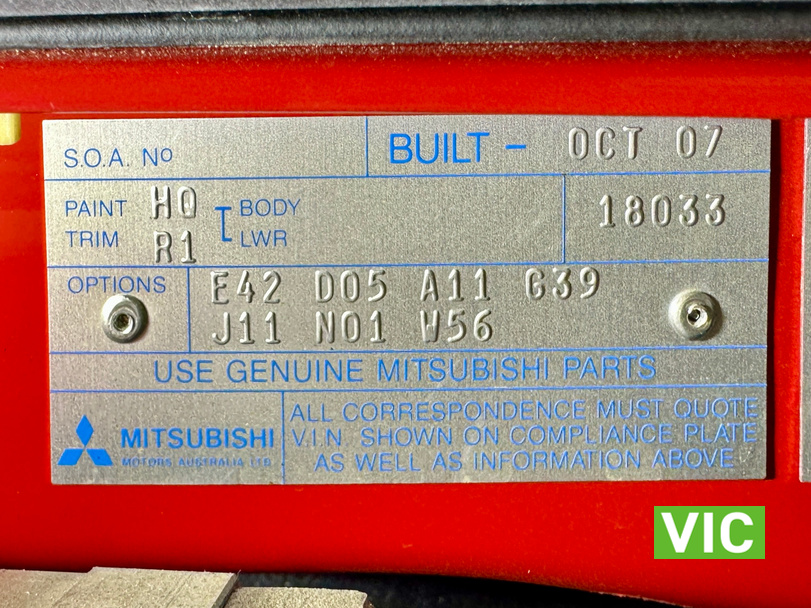 S.O.A. No BUILT - OCT 07
PAINT HQ BODY 18033
TRIM R1 LWR
OPTIONS E42 D05 A11 G39
J11 N01 W56
USE GENUINE MITSUBISHI PARTS
MITSUBISHI
MOTORS AUSTRALIA LTD.
ALL CORRESPONDENCE MUST QUOTE
V.I.N. SHOWN ON COMPLIANCE PLATE
AS WELL AS INFORMATION ABOVE
VIC